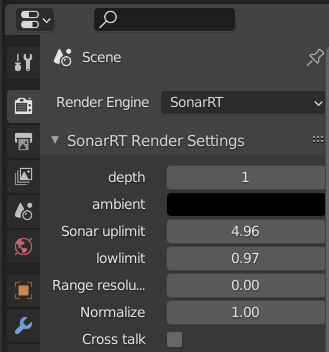 Scene
Render Engine SonarRT
SonarRT Render Settings
depth 1
ambient
Sonar uplimit 4.96
lowlimit 0.97
Range resolu... 0.00
Normalize 1.00
Cross talk